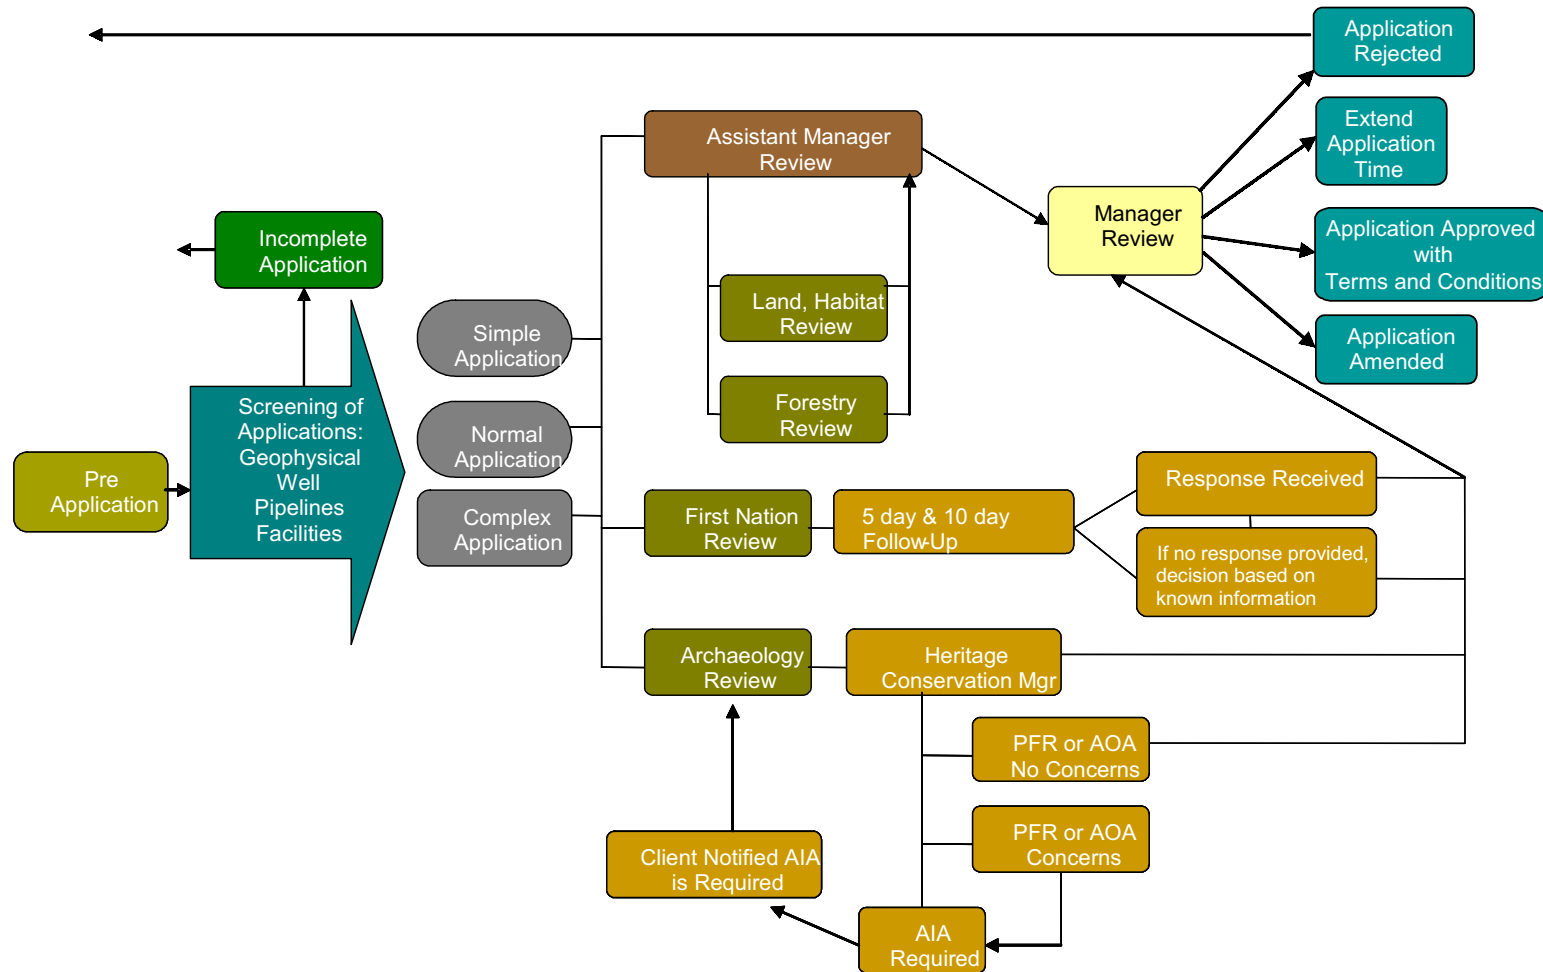 Application
Rejected
Extend
Application
Time
Assistant Manager
Review
Manager
Review
Incomplete
Application
Application Approved
with
Terms and Conditions
Land, Habitat
Review
Simple
Application
Application
Amended
Screening of
Applications:
Geophysical
Well
Pipelines
Facilities
Forestry
Review
Normal
Application
Pre
Application
Response Received
Complex
Application
First Nation
Review
5 day & 10 day
Follow-Up
If no response provided,
decision based on
known information
Archaeology
Review
Heritage
Conservation Mgr
PFR or AOA
No Concerns
PFR or AOA
Concerns
Client Notified AIA
is Required
AIA
Required